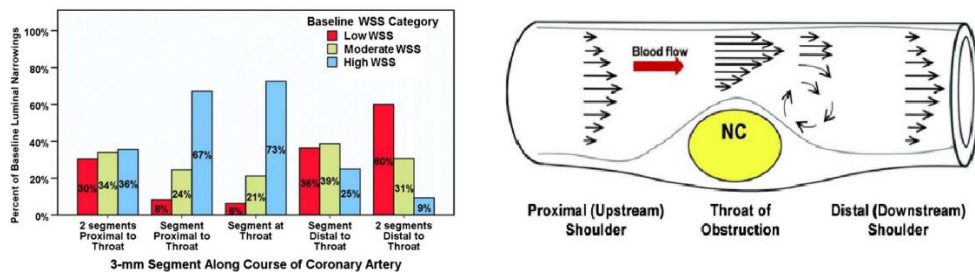 Baseline WSS Category
Low WSS
Moderate WSS
High WSS
Percent of Baseline Luminal Narrowings
100%
80%
60%
40%
20%
0%
30%
34%
36%
8%
24%
67%
6%
21%
73%
36%
39%
25%
60%
31%
9%
2 segments
Proximal to
Throat
Segment
Proximal to
Throat
Segment at
Throat
Segment
Distal to
Throat
2 segments
Distal to
Throat
3-mm Segment Along Course of Coronary Artery
Blood flow
NC
Proximal (Upstream)
Shoulder
Throat of
Obstruction
Distal (Downstream)
Shoulder